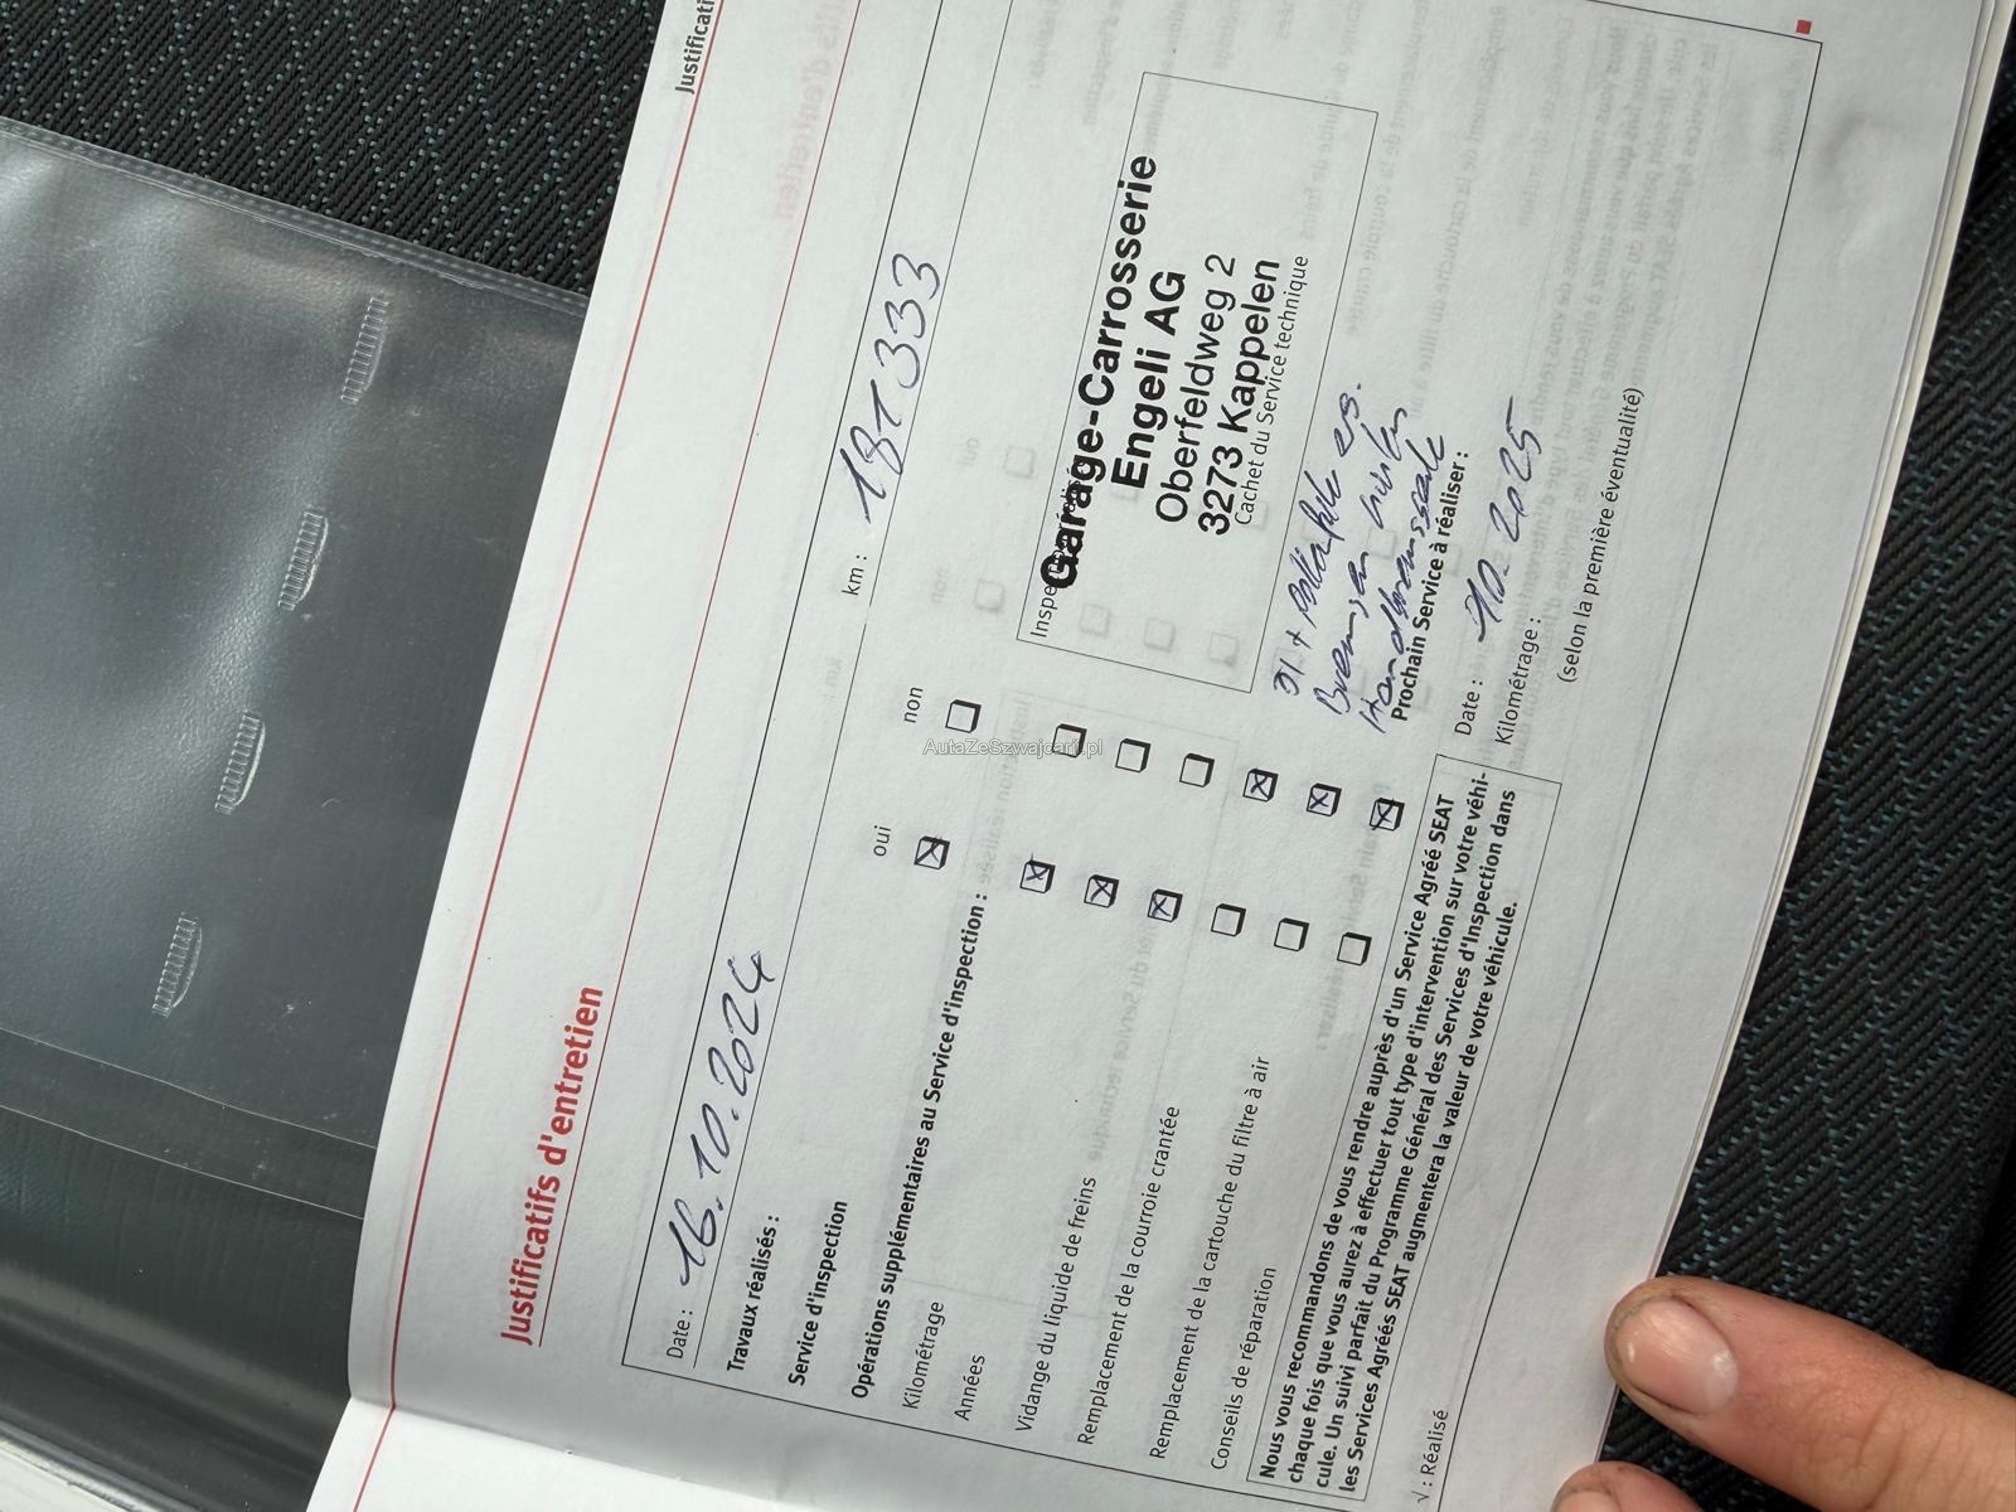 Justificati
Justificatifs d'entretien
Date : 16.10.2024
km : 181333
Travaux réalisés :
oui non
Service d'inspection
Opérations supplémentaires au Service d'inspection :
Kilométrage
Années
Vidange du liquide de freins
Remplacement de la courroie crantée
Remplacement de la cartouche du filtre à air
Conseils de réparation
Inspe
Garage-Carrosserie
Engeli AG
Oberfeldweg 2
3273 Kappelen
Cachet du Service technique
Bremsen hinten
Prochain Service à réaliser :
Date : 10.2025
Kilométrage :
(selon la première éventualité)
Nous vous recommandons de vous rendre auprès d'un Service Agréé SEAT
chaque fois que vous aurez à effectuer tout type d'intervention sur votre véhi-
cule. Un suivi parfait du Programme Général des Services d'Inspection dans
les Services Agréés SEAT augmentera la valeur de votre véhicule.
√ : Réalisé
AutaZeSzwajcarii.pl